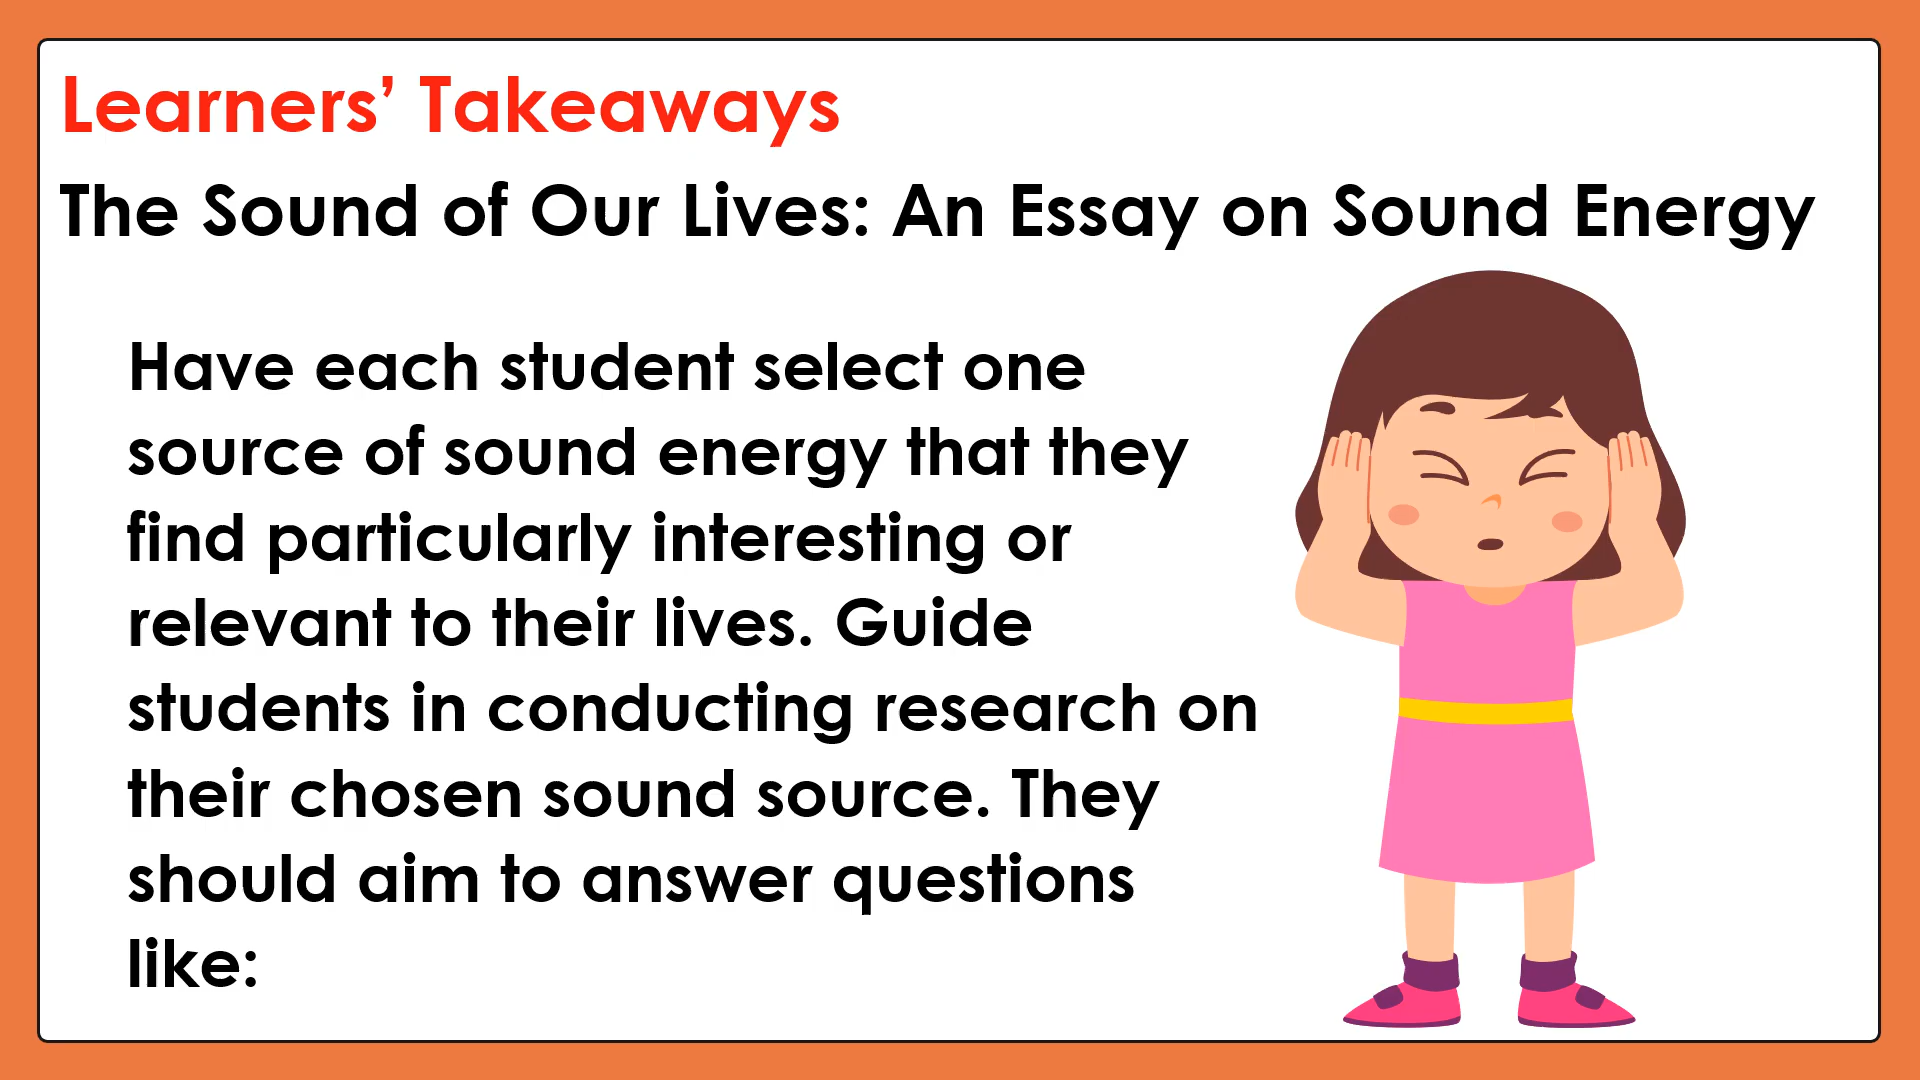 Learners’ Takeaways
The Sound of Our Lives: An Essay on Sound Energy
Have each student select one
source of sound energy that they
find particularly interesting or
relevant to their lives. Guide
students in conducting research on
their chosen sound source. They
should aim to answer questions
like: